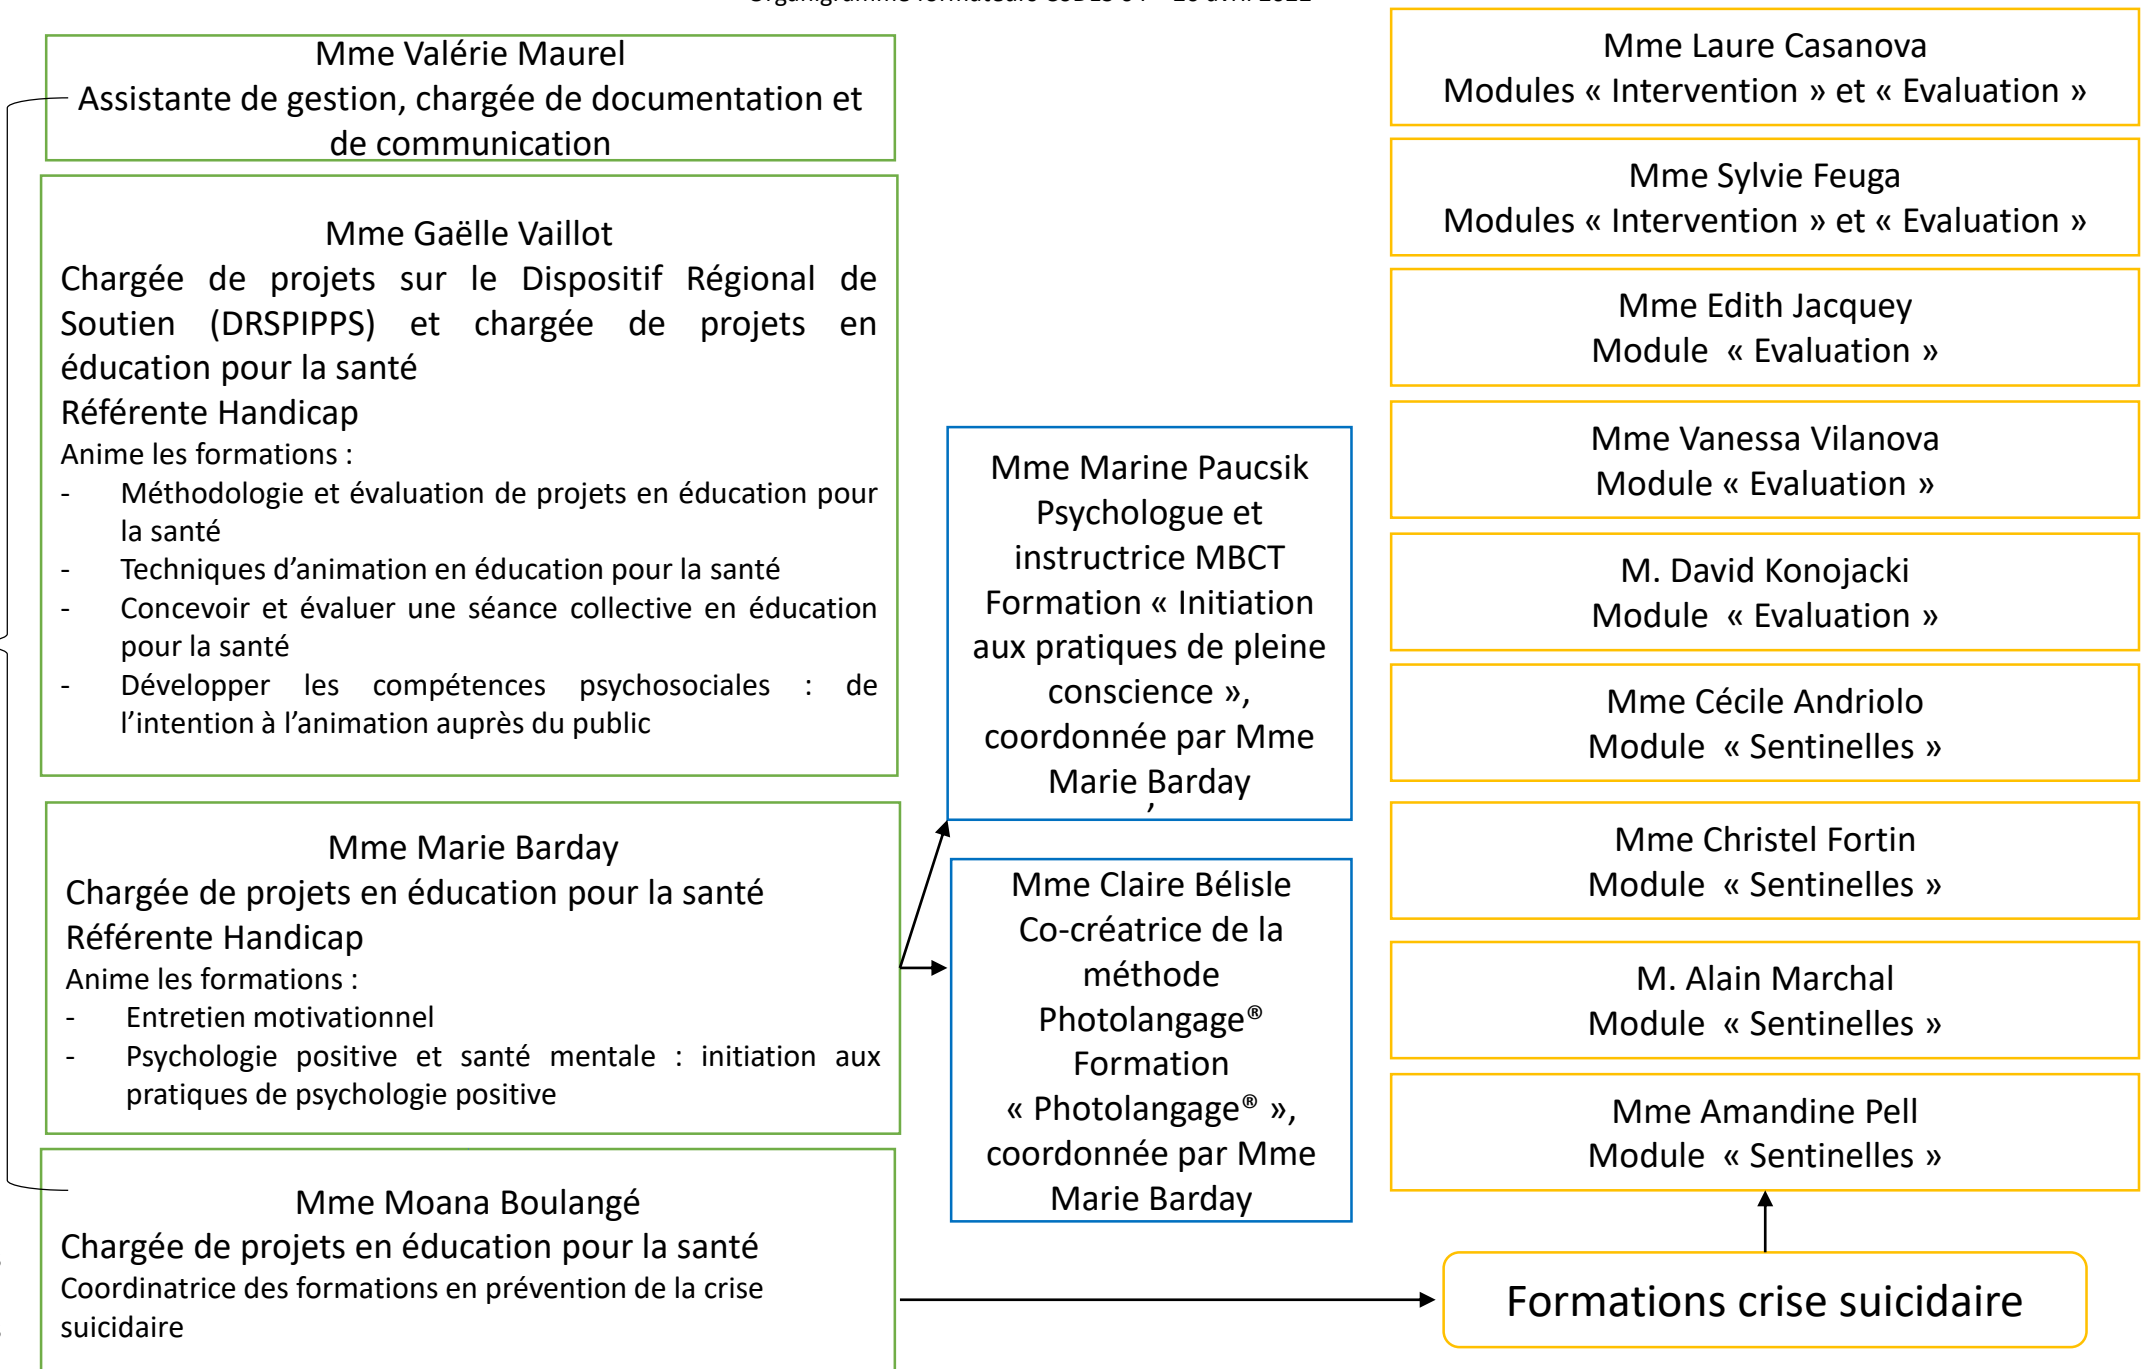 Organigramme formateurs
avril 2022
Mme Valérie Maurel
Assistante de gestion, chargée de documentation et
de communication
Mme Gaëlle Vaillot
Chargée de projets sur le Dispositif Régional de
Soutien (DRSPIPPS) et chargée de projets en
éducation pour la santé
Référente Handicap
Anime les formations :
- Méthodologie et évaluation de projets en éducation pour
la santé
- Techniques d’animation en éducation pour la santé
- Concevoir et évaluer une séance collective en éducation
pour la santé
- Développer les compétences psychosociales : de
l’intention à l’animation auprès du public
Mme Marie Barday
Chargée de projets en éducation pour la santé
Référente Handicap
Anime les formations :
- Entretien motivationnel
- Psychologie positive et santé mentale : initiation aux
pratiques de psychologie positive
Mme Moana Boulangé
Chargée de projets en éducation pour la santé
Coordinatrice des formations en prévention de la crise
suicidaire
Mme Marine Paucsik
Psychologue et
instructrice MBCT
Formation « Initiation
aux pratiques de pleine
conscience »,
coordonnée par Mme
Marie Barday
,
Mme Claire Bélisle
Co-créatrice de la
méthode
Photolangage®
Formation
« Photolangage® »,
coordonnée par Mme
Marie Barday
Mme Laure Casanova
Modules « Intervention » et « Evaluation »
Mme Sylvie Feuga
Modules « Intervention » et « Evaluation »
Mme Edith Jacquey
Module « Evaluation »
Mme Vanessa Vilanova
Module « Evaluation »
M. David Konojacki
Module « Evaluation »
Mme Cécile Andriolo
Module « Sentinelles »
Mme Christel Fortin
Module « Sentinelles »
M. Alain Marchal
Module « Sentinelles »
Mme Amandine Pell
Module « Sentinelles »
Formations crise suicidaire